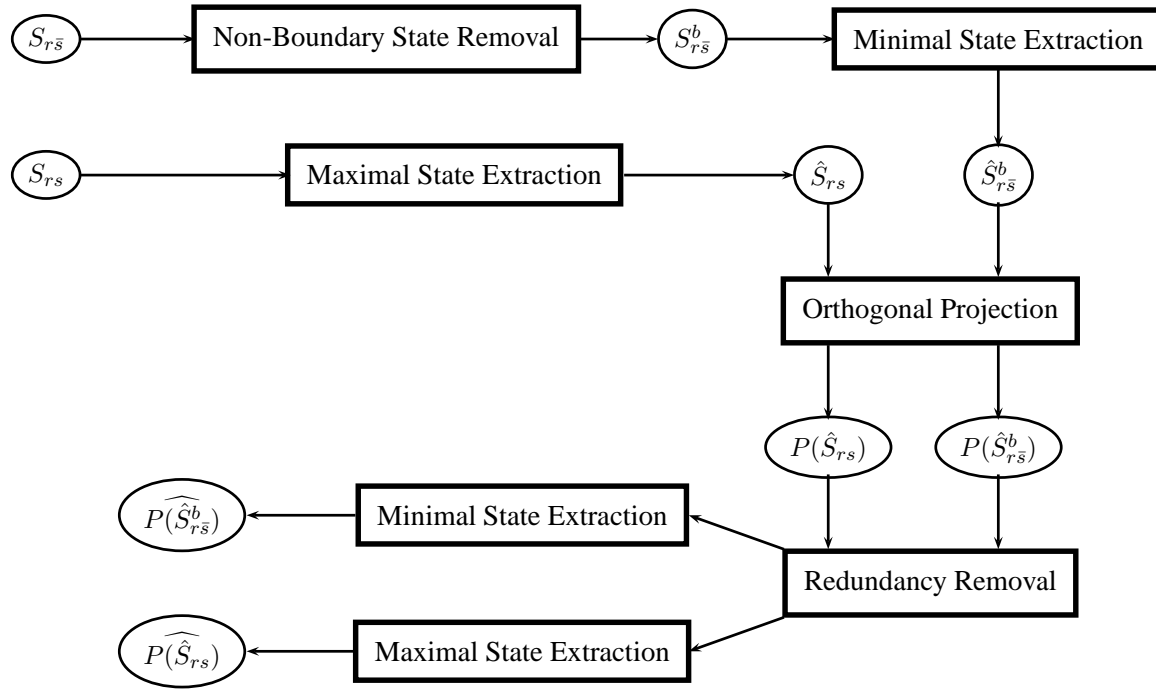 $S_{r\bar{s}}$ Non-Boundary State Removal $S^b_{r\bar{s}}$ Minimal State Extraction
$S_{rs}$ Maximal State Extraction $\hat{S}_{rs}$ $\hat{S}^b_{r\bar{s}}$
Orthogonal Projection
$P(\hat{S}_{rs})$ $P(\hat{S}^b_{r\bar{s}})$
$\widehat{P(\hat{S}^b_{r\bar{s}})}$ Minimal State Extraction
Redundancy Removal
$\widehat{P(\hat{S}_{rs})}$ Maximal State Extraction